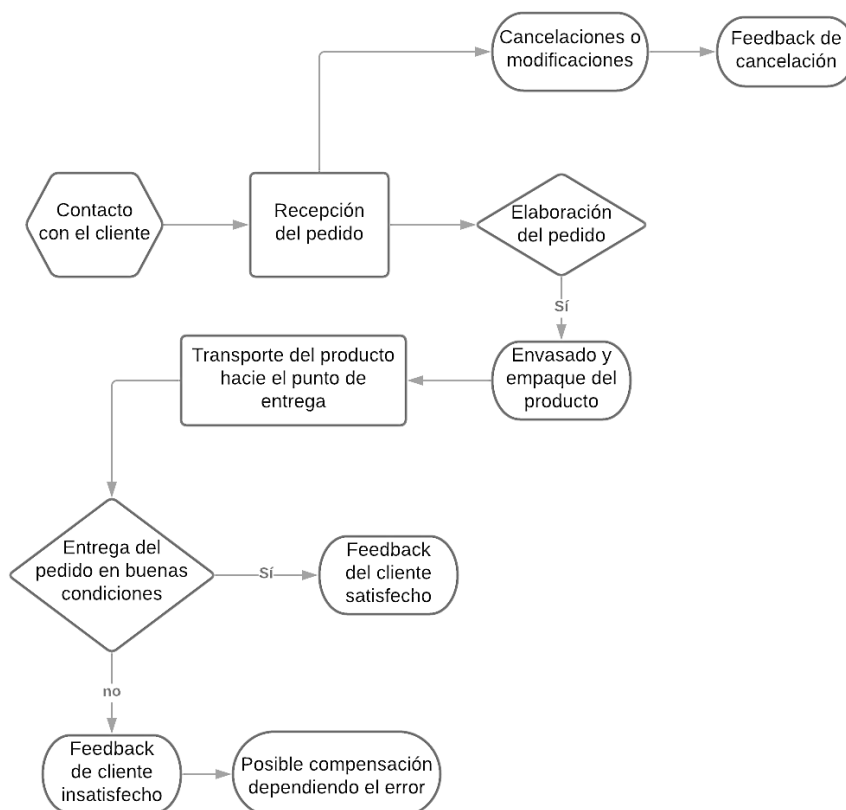 Cancelaciones o
modificaciones
Feedback de
cancelación
Contacto
con el cliente
Recepción
del pedido
Elaboración
del pedido
Sí
Envasado y
empaque del
producto
Transporte del producto
hacie el punto de
entrega
Entrega del
pedido en buenas
condiciones
Sí
Feedback
del cliente
satisfecho
no
Feedback
de cliente
insatisfecho
Posible compensación
dependiendo el error